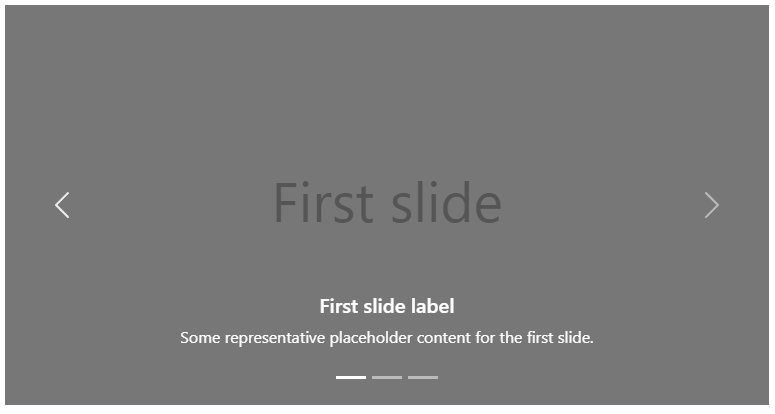 First slide
First slide label
Some representative placeholder content for the first slide.